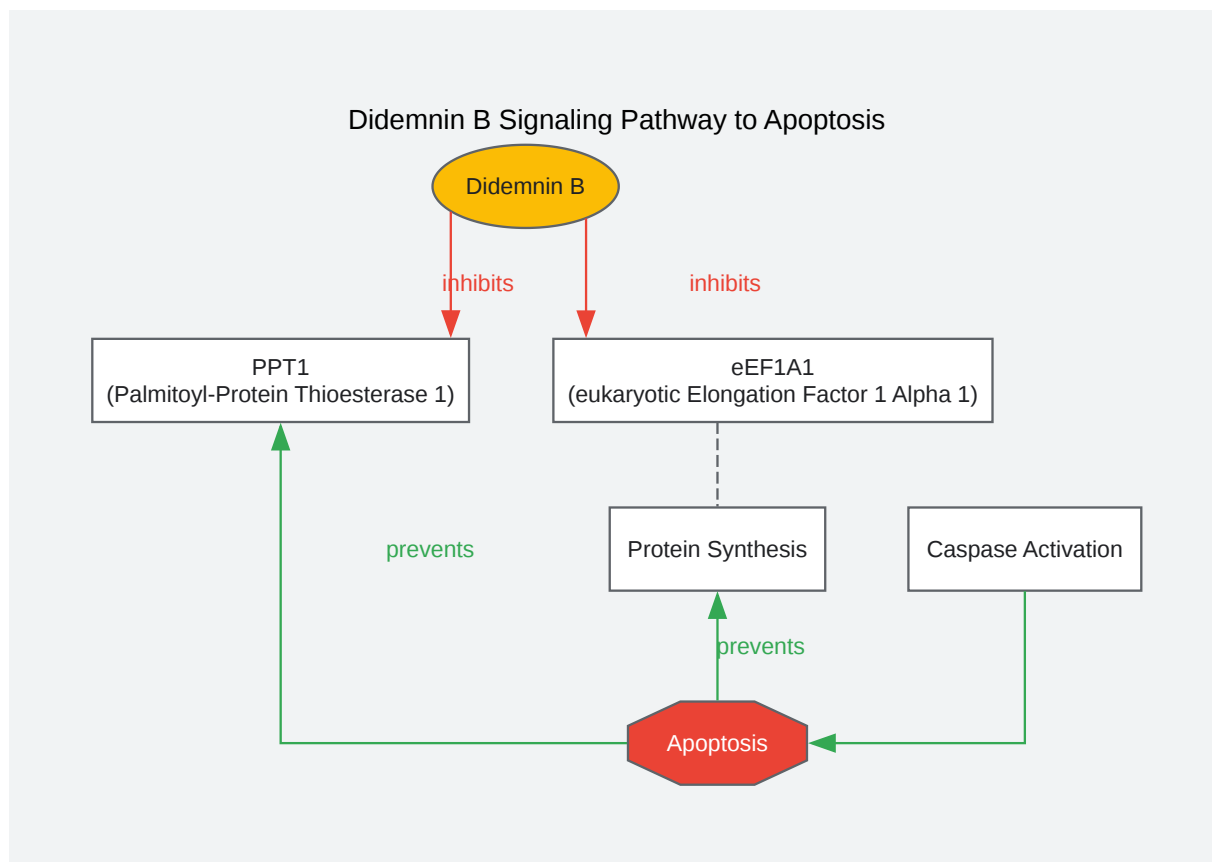 Didemnin B Signaling Pathway to Apoptosis
Didemnin B
inhibits
inhibits
PPT1
(Palmitoyl-Protein Thioesterase 1)
eEF1A1
(eukaryotic Elongation Factor 1 Alpha 1)
prevents
Protein Synthesis
Caspase Activation
prevents
Apoptosis